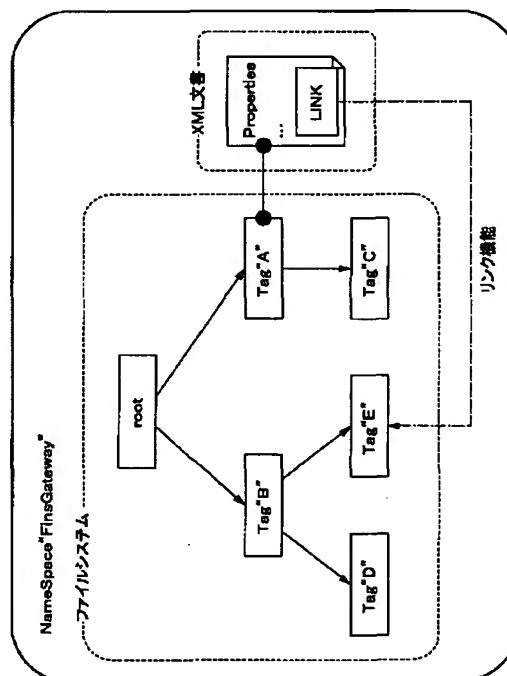 NameSpace"FinsGateway"
ファイルシステム
root
Tag"B"
Tag"A"
Tag"D"
Tag"E"
Tag"C"
XML文書
Properties
...
LINK
リンク機能